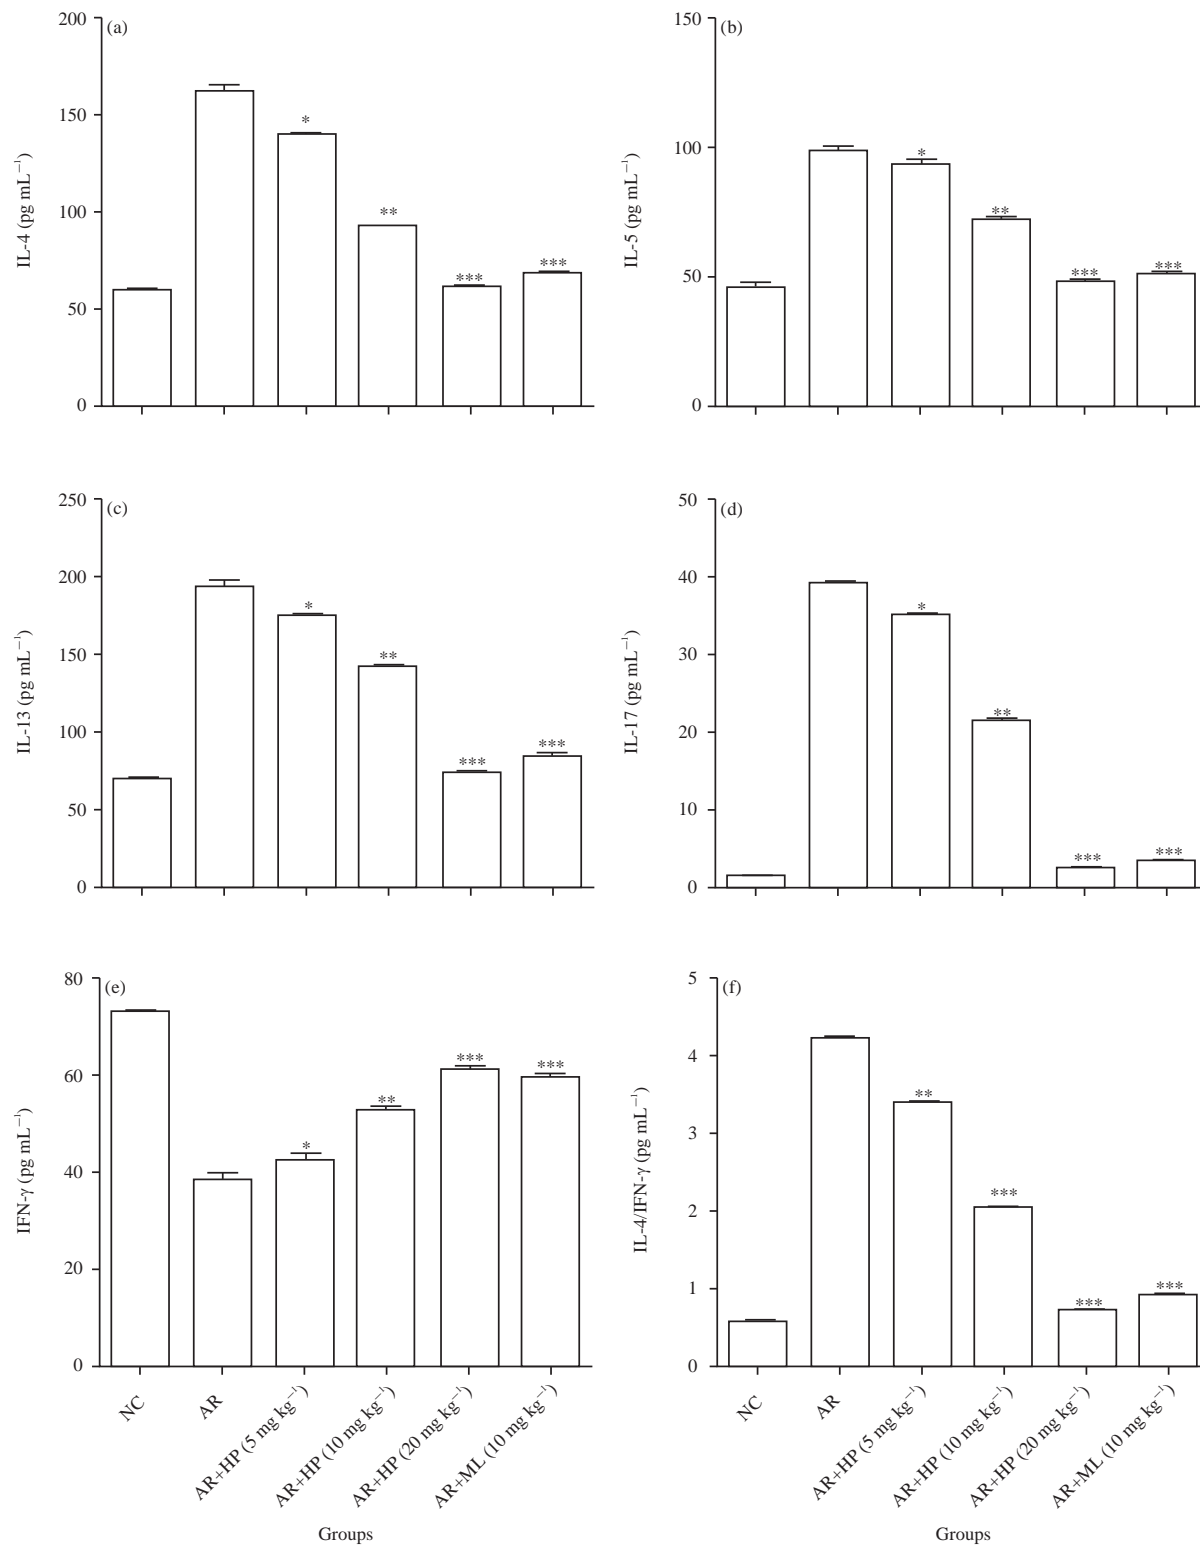 (a)
200
150
100
50
0
IL-4 (pg mL⁻¹)
*
**
***
***
(b)
150
100
50
0
IL-5 (pg mL⁻¹)
*
**
***
***
(c)
250
200
150
100
50
0
IL-13 (pg mL⁻¹)
*
**
***
***
(d)
50
40
30
20
10
0
IL-17 (pg mL⁻¹)
*
**
***
***
(e)
80
60
40
20
0
IFN-γ (pg mL⁻¹)
*
**
***
***
NC
AR
AR+HP (5 mg kg⁻¹)
AR+HP (10 mg kg⁻¹)
AR+HP (20 mg kg⁻¹)
AR+ML (10 mg kg⁻¹)
Groups
(f)
5
4
3
2
1
0
IL-4/IFN-γ (pg mL⁻¹)
**
***
***
***
NC
AR
AR+HP (5 mg kg⁻¹)
AR+HP (10 mg kg⁻¹)
AR+HP (20 mg kg⁻¹)
AR+ML (10 mg kg⁻¹)
Groups